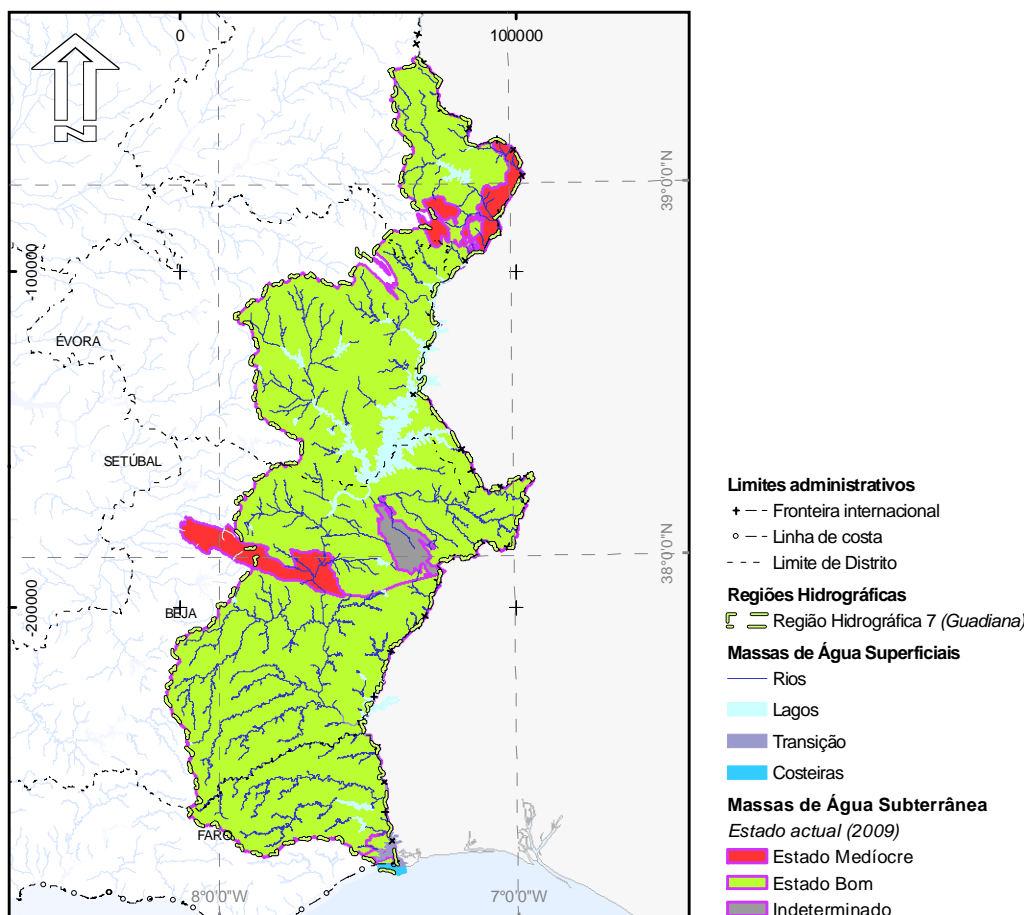 0
100000
N
39°0'0"N
-100000
ÉVORA
SETÚBAL
38°0'0"N
-200000
BEJA
FARO
8°0'0"W
7°0'0"W
Limites administrativos
Fronteira internacional
Linha de costa
Limite de Distrito
Regiões Hidrográficas
Região Hidrográfica 7 (Guadiana)
Massas de Água Superficiais
Rios
Lagos
Transição
Costeiras
Massas de Água Subterrânea
Estado actual (2009)
Estado Medíocre
Estado Bom
Indeterminado